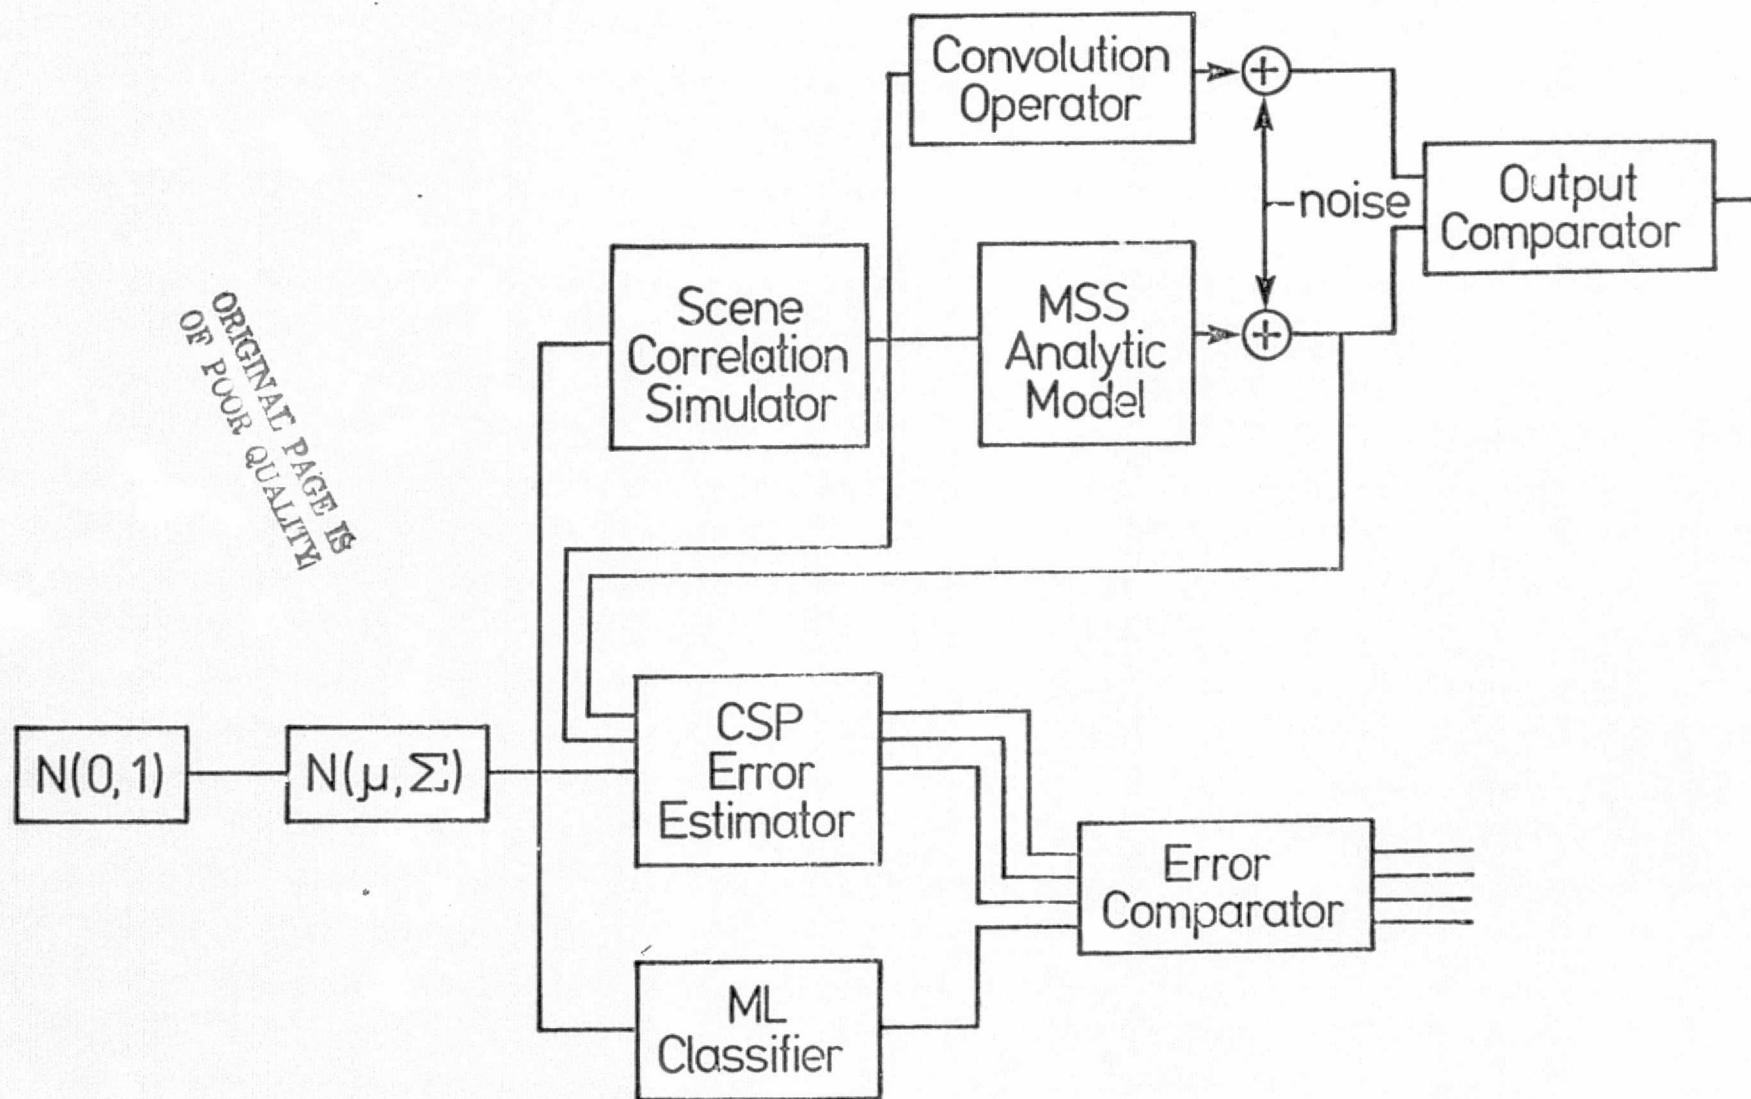 Convolution
Operator
+
noise
Output
Comparator
Scene
Correlation
Simulator
MSS
Analytic
Model
+
ORIGINAL PAGE IS
OF POOR QUALITY
N(0,1)
N(μ,Σ)
CSP
Error
Estimator
Error
Comparator
ML
Classifier